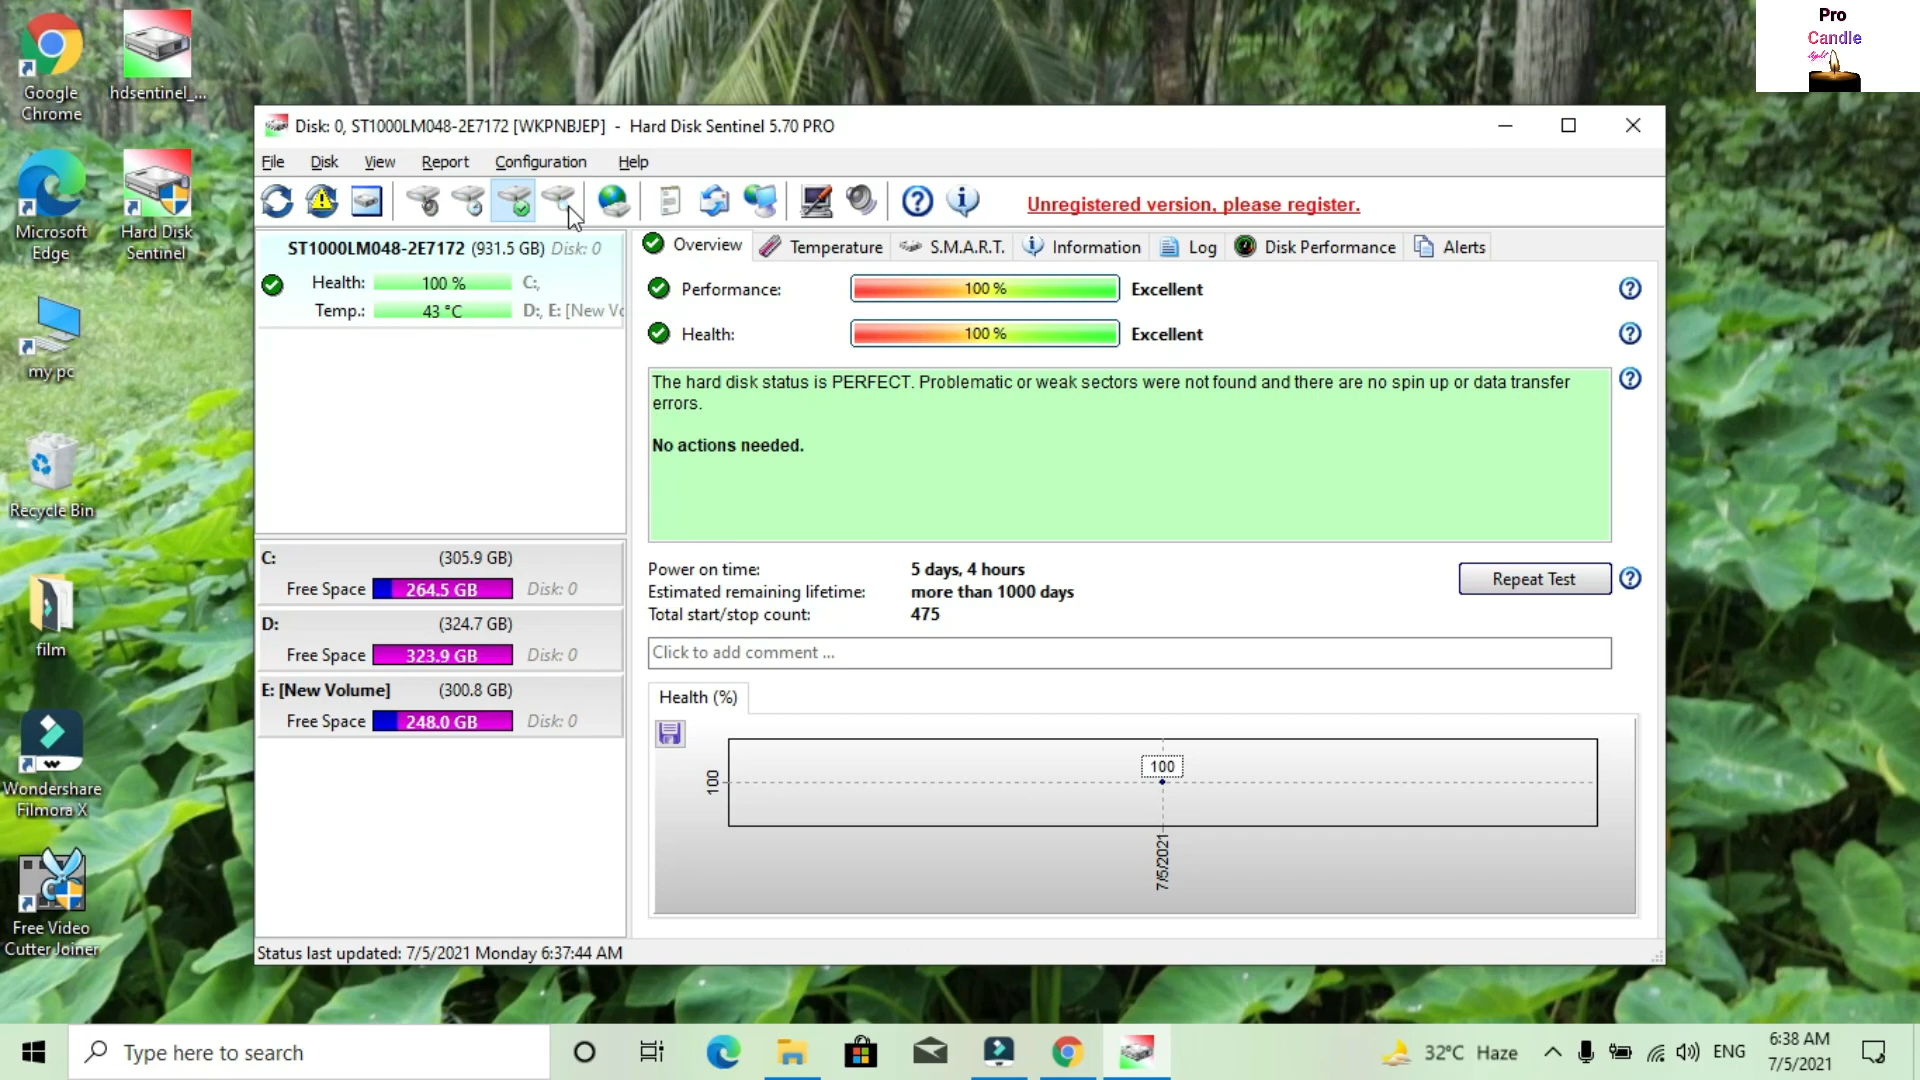 Pro
Candle
light
Google
Chrome
hdsentinel_...
Microsoft
Edge
Hard Disk
Sentinel
my pc
Recycle Bin
film
Wondershare
Filmora X
Free Video
Cutter Joiner
Disk: 0, ST1000LM048-2E7172 [WKPNBJEP] - Hard Disk Sentinel 5.70 PRO
File Disk View Report Configuration Help
Unregistered version, please register.
ST1000LM048-2E7172 (931.5 GB) Disk: 0
Health: 100 % C:,
Temp.: 43 °C D:, E: [New Vo
C: (305.9 GB)
Free Space 264.5 GB Disk: 0
D: (324.7 GB)
Free Space 323.9 GB Disk: 0
E: [New Volume] (300.8 GB)
Free Space 248.0 GB Disk: 0
Overview Temperature S.M.A.R.T. Information Log Disk Performance Alerts
Performance: 100 % Excellent
Health: 100 % Excellent
The hard disk status is PERFECT. Problematic or weak sectors were not found and there are no spin up or data transfer
errors.
No actions needed.
Power on time: 5 days, 4 hours
Estimated remaining lifetime: more than 1000 days
Total start/stop count: 475
Repeat Test
Click to add comment ...
Health (%)
100
100
7/5/2021
Status last updated: 7/5/2021 Monday 6:37:44 AM
Type here to search
32°C Haze
ENG
6:38 AM
7/5/2021